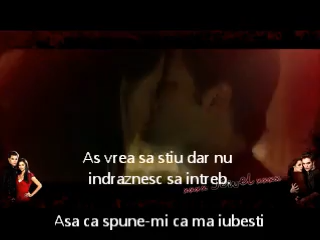 As vrea sa stiu dar nu
indraznesc sa intreb.
Asa ca spune-mi ca ma iubesti